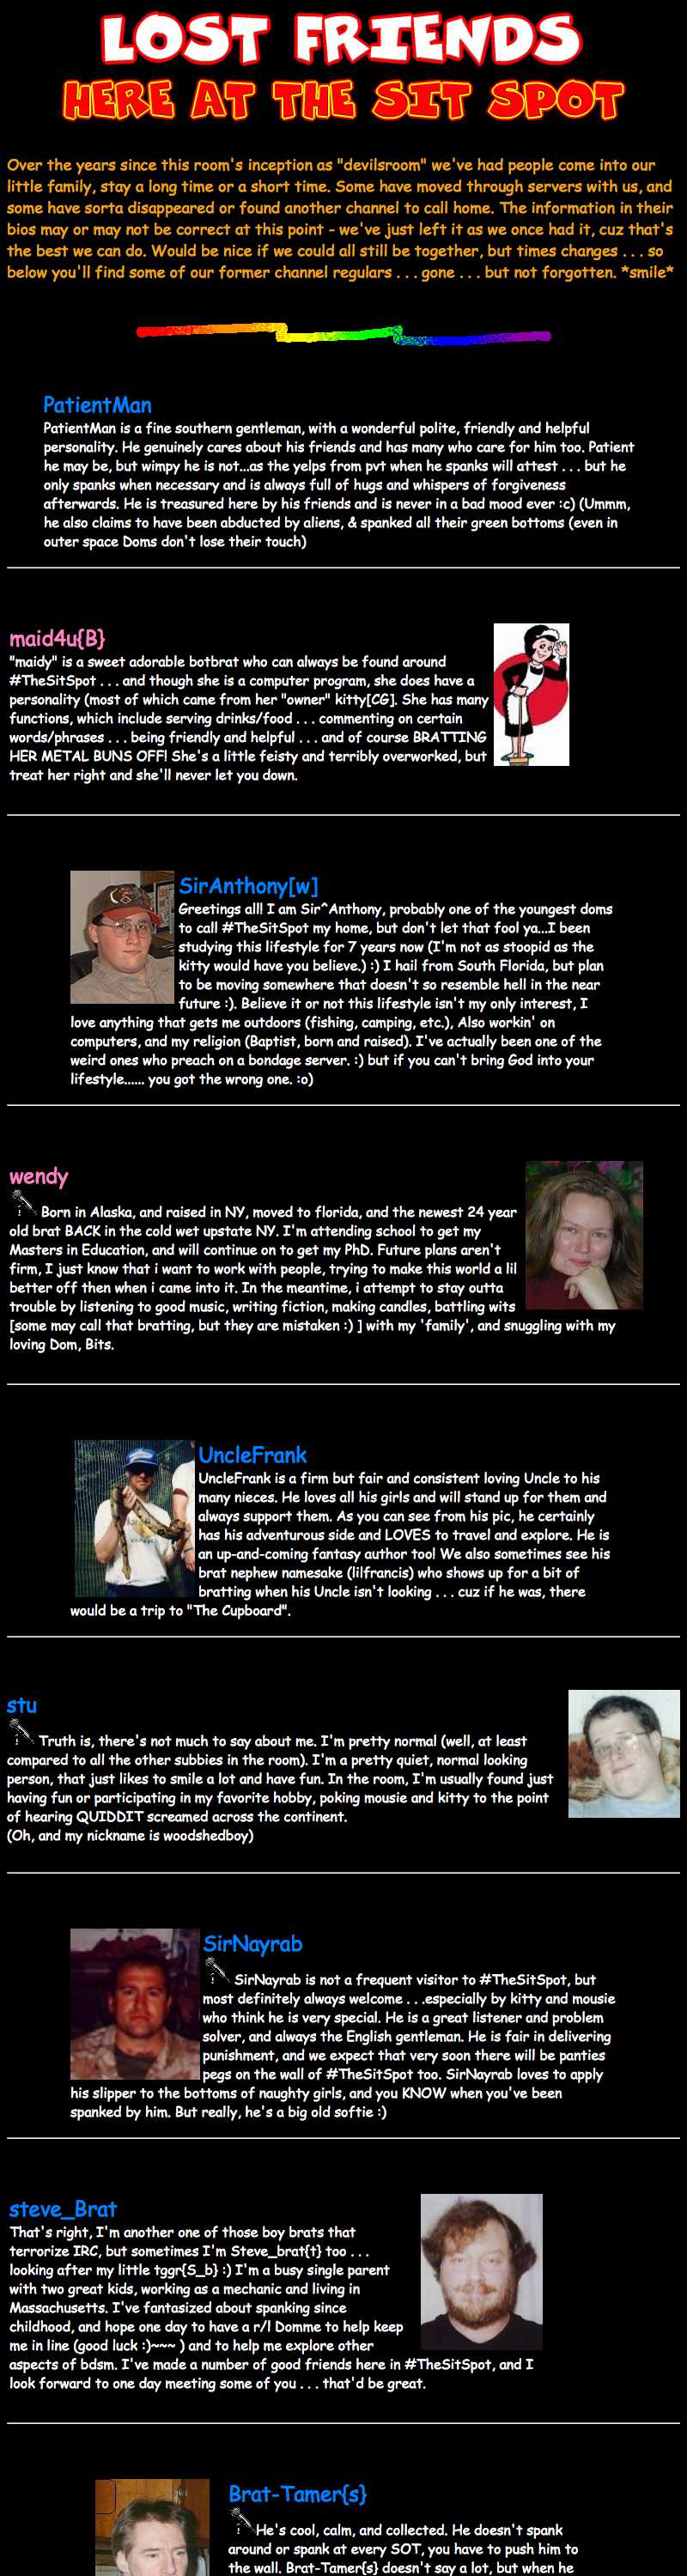 LOST FRIENDS
HERE AT THE SIT SPOT
Over the years since this room's inception as "devilsroom" we've had people come into our
little family, stay a long time or a short time. Some have moved through servers with us, and
some have sorta disappeared or found another channel to call home. The information in their
bios may or may not be correct at this point - we've just left it as we once had it, cuz that's
the best we can do. Would be nice if we could all still be together, but times changes . . . so
below you'll find some of our former channel regulars . . . gone . . . but not forgotten. *smile*
PatientMan
PatientMan is a fine southern gentleman, with a wonderful polite, friendly and helpful
personality. He genuinely cares about his friends and has many who care for him too. Patient
he may be, but wimpy he is not...as the yelps from pvt when he spanks will attest . . . but he
only spanks when necessary and is always full of hugs and whispers of forgiveness
afterwards. He is treasured here by his friends and is never in a bad mood ever :c) (Ummm,
he also claims to have been abducted by aliens, & spanked all their green bottoms (even in
outer space Doms don't lose their touch)
maid4u{B}
"maidy" is a sweet adorable botbrat who can always be found around
#TheSitSpot . . . and though she is a computer program, she does have a
personality (most of which came from her "owner" kitty[CG]. She has many
functions, which include serving drinks/food . . . commenting on certain
words/phrases . . . being friendly and helpful . . . and of course BRATTING
HER METAL BUNS OFF! She's a little feisty and terribly overworked, but
treat her right and she'll never let you down.
SirAnthony[w]
Greetings all! I am Sir^Anthony, probably one of the youngest doms
to call #TheSitSpot my home, but don't let that fool ya...I been
studying this lifestyle for 7 years now (I'm not as stoopid as the
kitty would have you believe.) :) I hail from South Florida, but plan
to be moving somewhere that doesn't so resemble hell in the near
future :). Believe it or not this lifestyle isn't my only interest, I
love anything that gets me outdoors (fishing, camping, etc.), Also workin' on
computers, and my religion (Baptist, born and raised). I've actually been one of the
weird ones who preach on a bondage server. :) but if you can't bring God into your
lifestyle...... you got the wrong one. :o)
wendy
Born in Alaska, and raised in NY, moved to florida, and the newest 24 year
old brat BACK in the cold wet upstate NY. I'm attending school to get my
Masters in Education, and will continue on to get my PhD. Future plans aren't
firm, I just know that i want to work with people, trying to make this world a lil
better off then when i came into it. In the meantime, i attempt to stay outta
trouble by listening to good music, writing fiction, making candles, battling wits
[some may call that bratting, but they are mistaken :) ] with my 'family', and snuggling with my
loving Dom, Bits.
UncleFrank
UncleFrank is a firm but fair and consistent loving Uncle to his
many nieces. He loves all his girls and will stand up for them and
always support them. As you can see from his pic, he certainly
has his adventurous side and LOVES to travel and explore. He is
an up-and-coming fantasy author too! We also sometimes see his
brat nephew namesake (lilfrancis) who shows up for a bit of
bratting when his Uncle isn't looking . . . cuz if he was, there
would be a trip to "The Cupboard".
stu
Truth is, there's not much to say about me. I'm pretty normal (well, at least
compared to all the other subbies in the room). I'm a pretty quiet, normal looking
person, that just likes to smile a lot and have fun. In the room, I'm usually found just
having fun or participating in my favorite hobby, poking mousie and kitty to the point
of hearing QUIDDIT screamed across the continent.
(Oh, and my nickname is woodshedboy)
SirNayrab
SirNayrab is not a frequent visitor to #TheSitSpot, but
most definitely always welcome . . .especially by kitty and mousie
who think he is very special. He is a great listener and problem
solver, and always the English gentleman. He is fair in delivering
punishment, and we expect that very soon there will be panties
pegs on the wall of #TheSitSpot too. SirNayrab loves to apply
his slipper to the bottoms of naughty girls, and you KNOW when you've been
spanked by him. But really, he's a big old softie :)
steve_Brat
That's right, I'm another one of those boy brats that
terrorize IRC, but sometimes I'm Steve_brat{t} too . . .
looking after my little tggr{S_b} :) I'm a busy single parent
with two great kids, working as a mechanic and living in
Massachusetts. I've fantasized about spanking since
childhood, and hope one day to have a r/l Domme to help keep
me in line (good luck :)~~~ ) and to help me explore other
aspects of bdsm. I've made a number of good friends here in #TheSitSpot, and I
look forward to one day meeting some of you . . . that'd be great.
Brat-Tamer{s}
He's cool, calm, and collected. He doesn't spank
around or spank at every SOT, you have to push him to
the wall. Brat-Tamer{s} doesn't say a lot, but when he